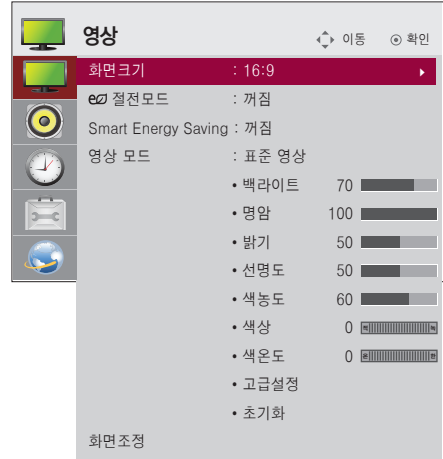 영상 이동 확인
화면크기 : 16:9
절전모드 : 꺼짐
Smart Energy Saving : 꺼짐
영상 모드 : 표준 영상
• 백라이트 70
• 명암 100
• 밝기 50
• 선명도 50
• 색농도 60
• 색상 0
• 색온도 0
• 고급설정
• 초기화
화면조정